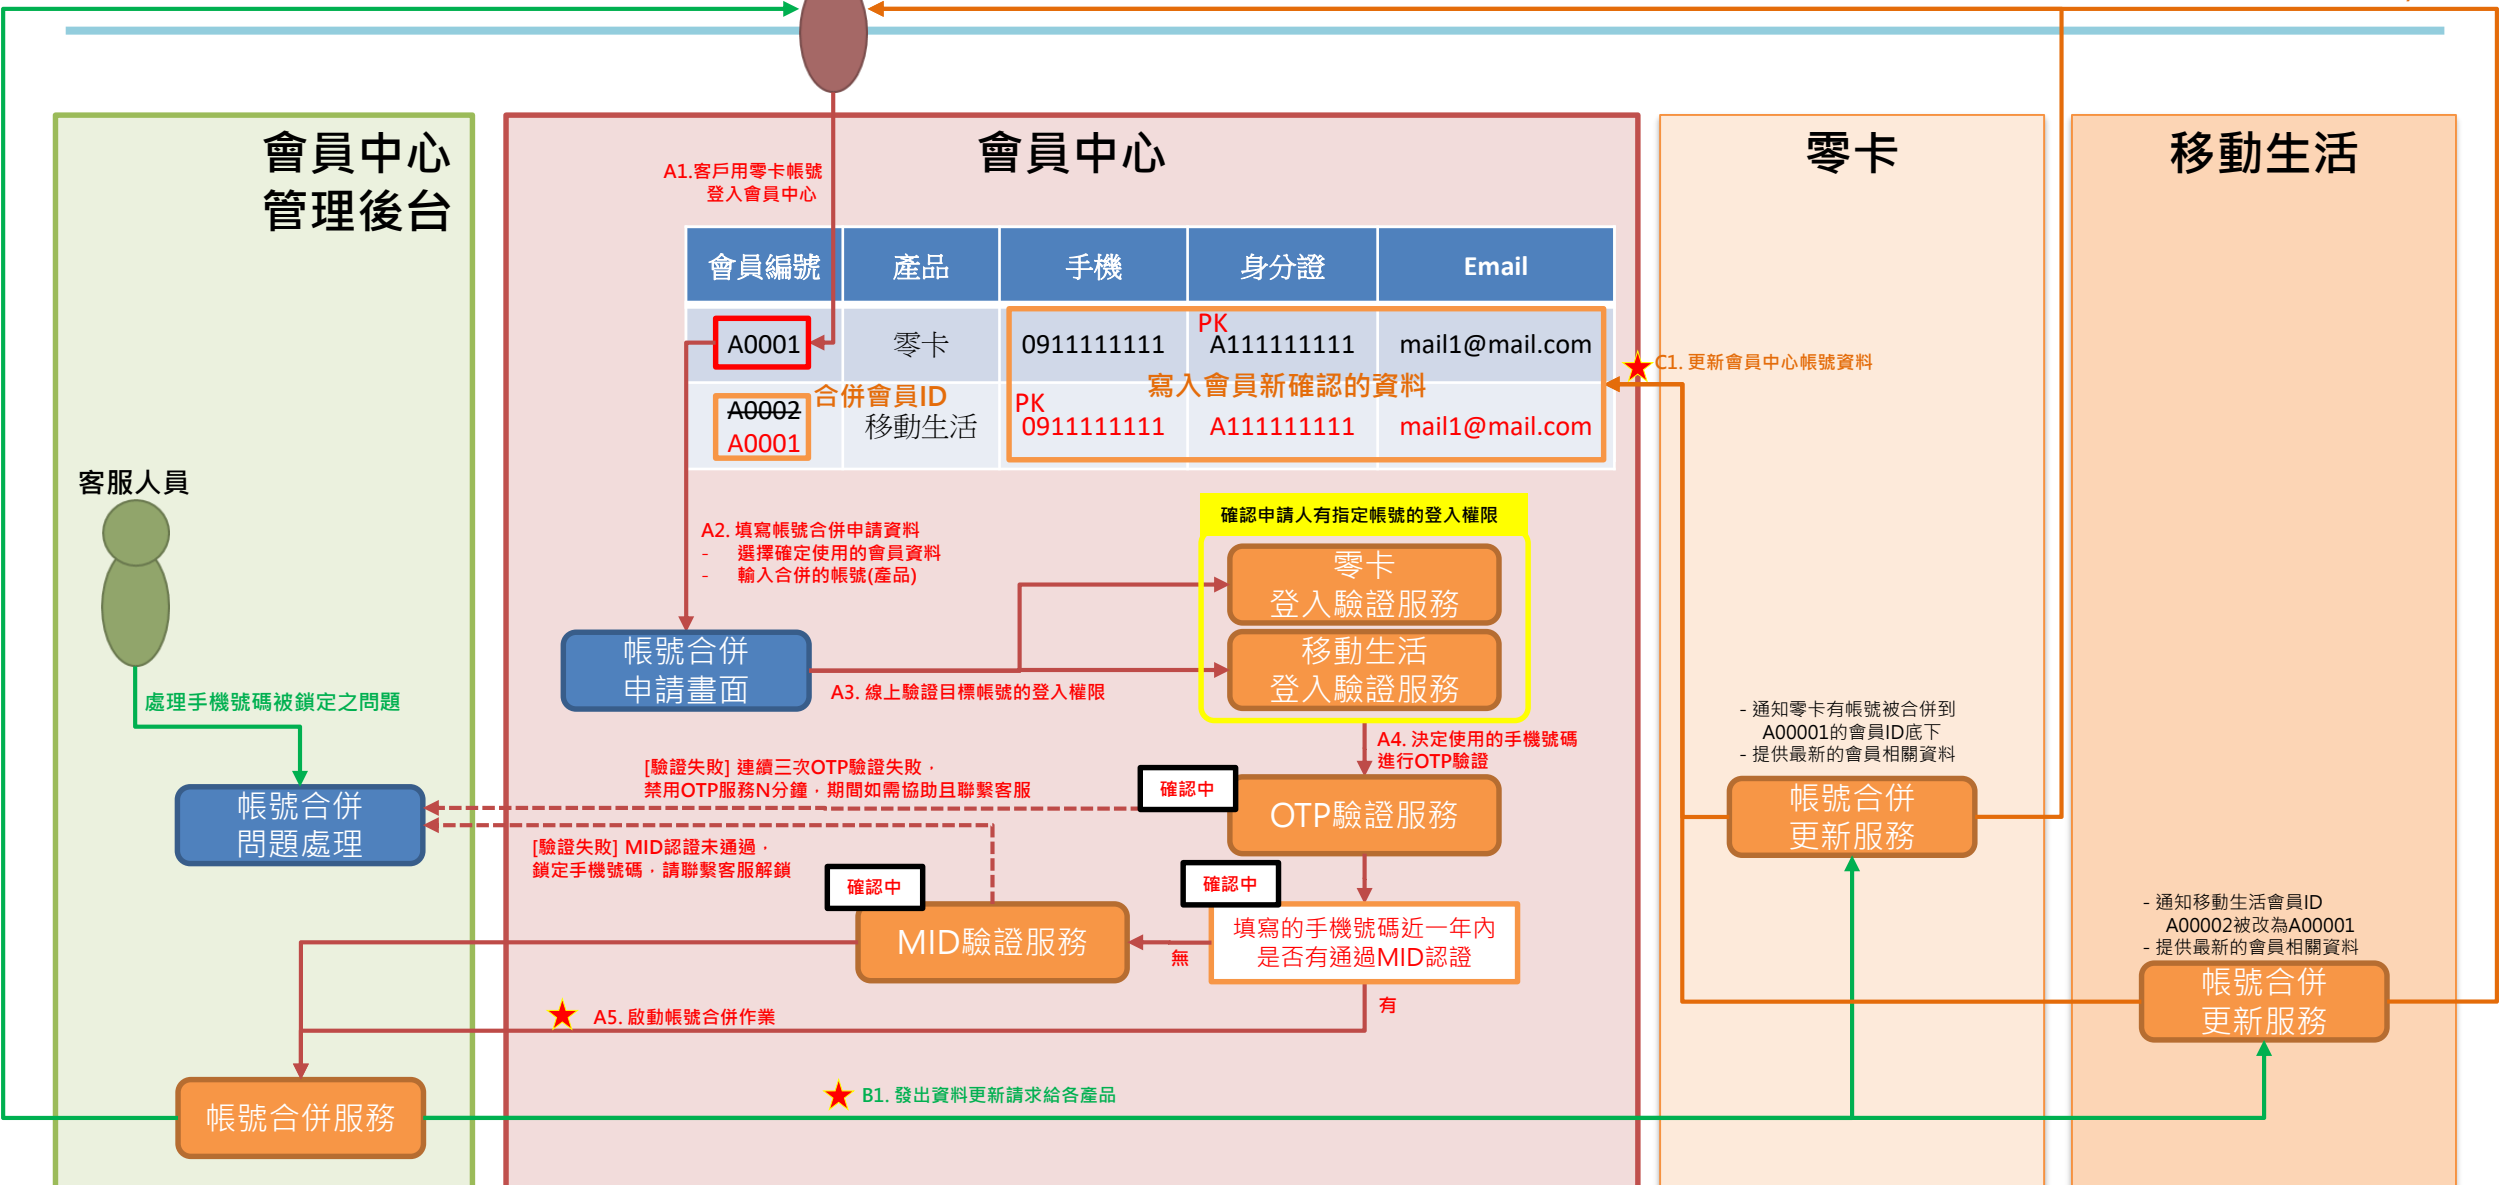 會員中心
管理後台
會員中心
零卡
移動生活
A1.客戶用零卡帳號
登入會員中心
會員編號 產品 手機 身分證 Email
PK
A0001 零卡 0911111111 A111111111 mail1@mail.com
C1. 更新會員中心帳號資料
合併會員ID
寫入會員新確認的資料
PK
A0002
A0001
移動生活 0911111111 A111111111 mail1@mail.com
客服人員
確認申請人有指定帳號的登入權限
A2. 填寫帳號合併申請資料
- 選擇確定使用的會員資料
- 輸入合併的帳號(產品)
零卡
登入驗證服務
帳號合併
申請畫面
移動生活
登入驗證服務
A3. 線上驗證目標帳號的登入權限
處理手機號碼被鎖定之問題
A4. 決定使用的手機號碼
進行OTP驗證
- 通知零卡有帳號被合併到
A00001的會員ID底下
- 提供最新的會員相關資料
[驗證失敗] 連續三次OTP驗證失敗，
禁用OTP服務N分鐘，期間如需協助且聯繫客服
確認中
OTP驗證服務
帳號合併
問題處理
帳號合併
更新服務
[驗證失敗] MID認證未通過，
鎖定手機號碼，請聯繫客服解鎖
確認中
確認中
MID驗證服務
無
填寫的手機號碼近一年內
是否有通過MID認證
有
- 通知移動生活會員ID
A00002被改為A00001
- 提供最新的會員相關資料
帳號合併
更新服務
A5. 啟動帳號合併作業
帳號合併服務
B1. 發出資料更新請求給各產品